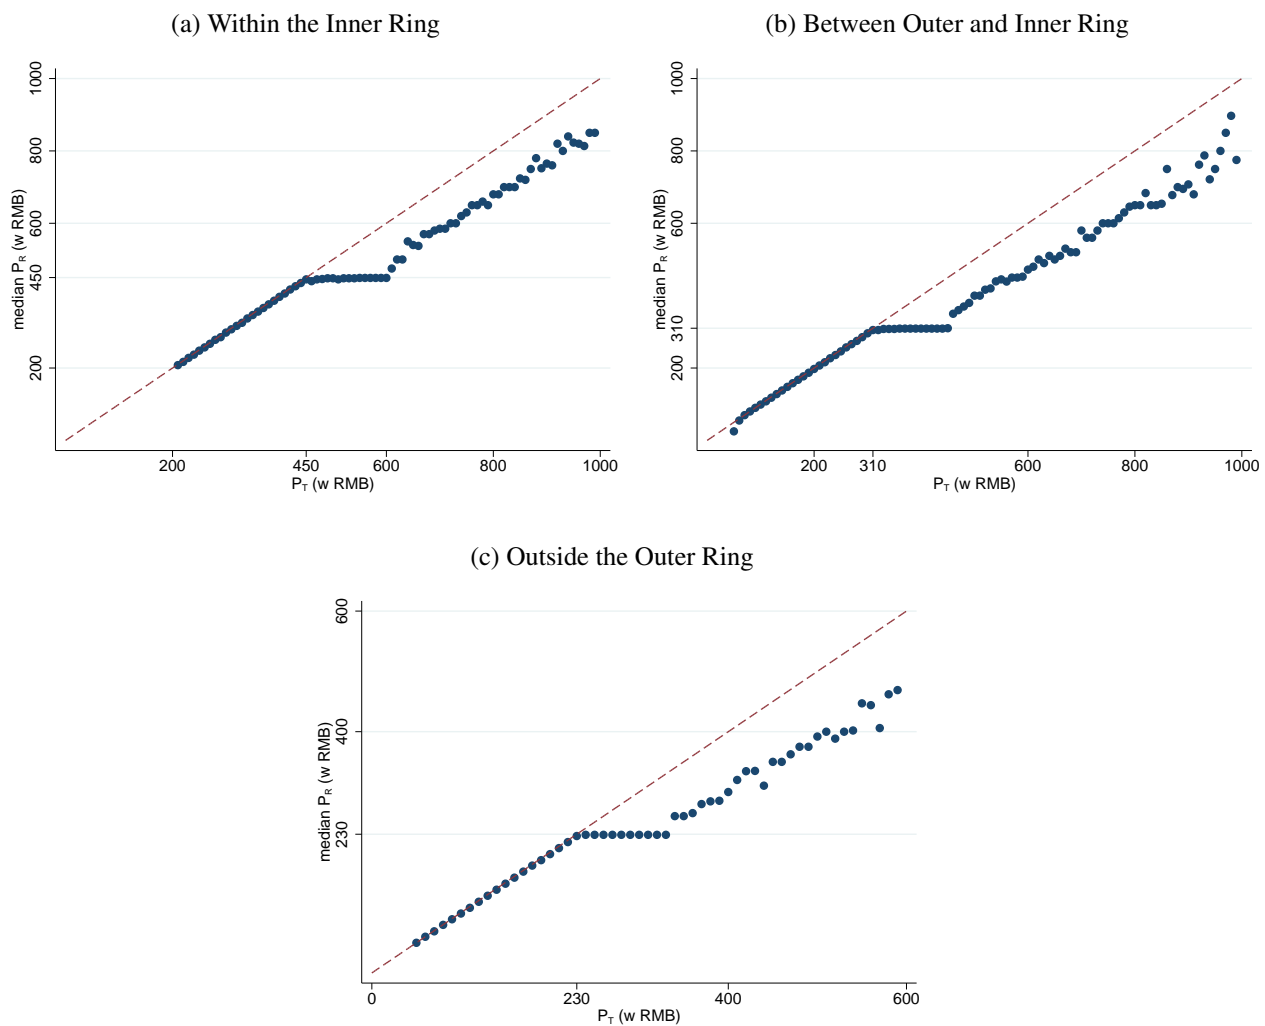 (a) Within the Inner Ring
median P_R (w RMB)
1000
800
600
450
200
200 450 600 800 1000
P_T (w RMB)
(b) Between Outer and Inner Ring
median P_R (w RMB)
1000
800
600
310
200
200 310 600 800 1000
P_T (w RMB)
(c) Outside the Outer Ring
median P_R (w RMB)
600
400
230
0 230 400 600
P_T (w RMB)